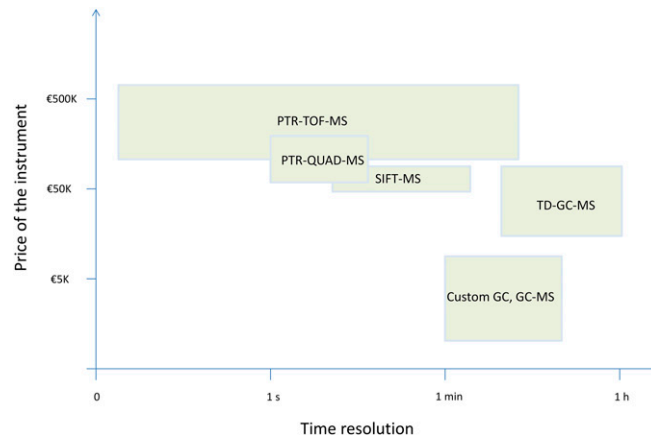 Price of the instrument
€500K
€50K
€5K
PTR-TOF-MS
PTR-QUAD-MS
SIFT-MS
TD-GC-MS
Custom GC, GC-MS
0
1 s
1 min
1 h
Time resolution